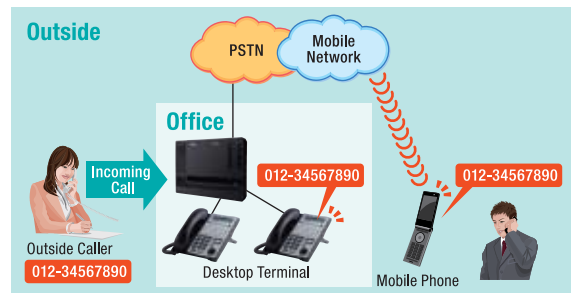 Outside
PSTN
Mobile
Network
Office
Incoming
Call
012-34567890
012-34567890
Outside Caller
012-34567890
Desktop Terminal
Mobile Phone